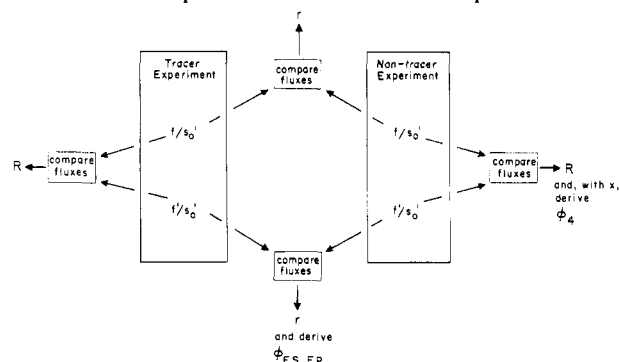 r
Tracer
Experiment
compare
fluxes
Non-tracer
Experiment
f/s₀'
f/s₀'
R
compare
fluxes
compare
fluxes
R
and, with x,
derive
ϕ₄
f'/s₀'
f'/s₀'
compare
fluxes
r
and derive
ϕES,EP